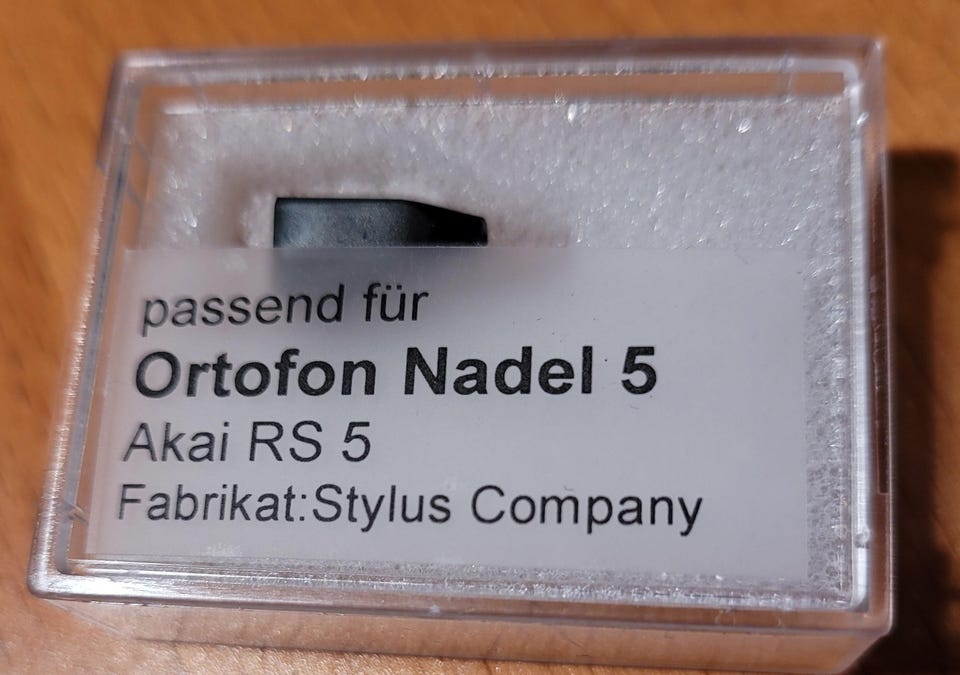 passend für
Ortofon Nadel 5
Akai RS 5
Fabrikat:Stylus Company